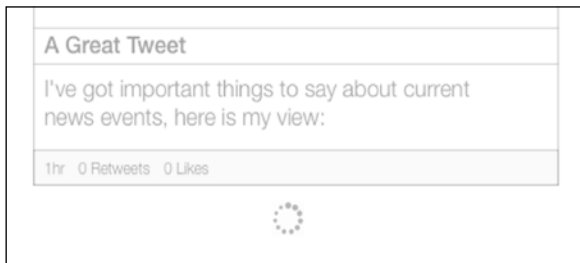 A Great Tweet
I've got important things to say about current
news events, here is my view:
1hr 0 Retweets 0 Likes